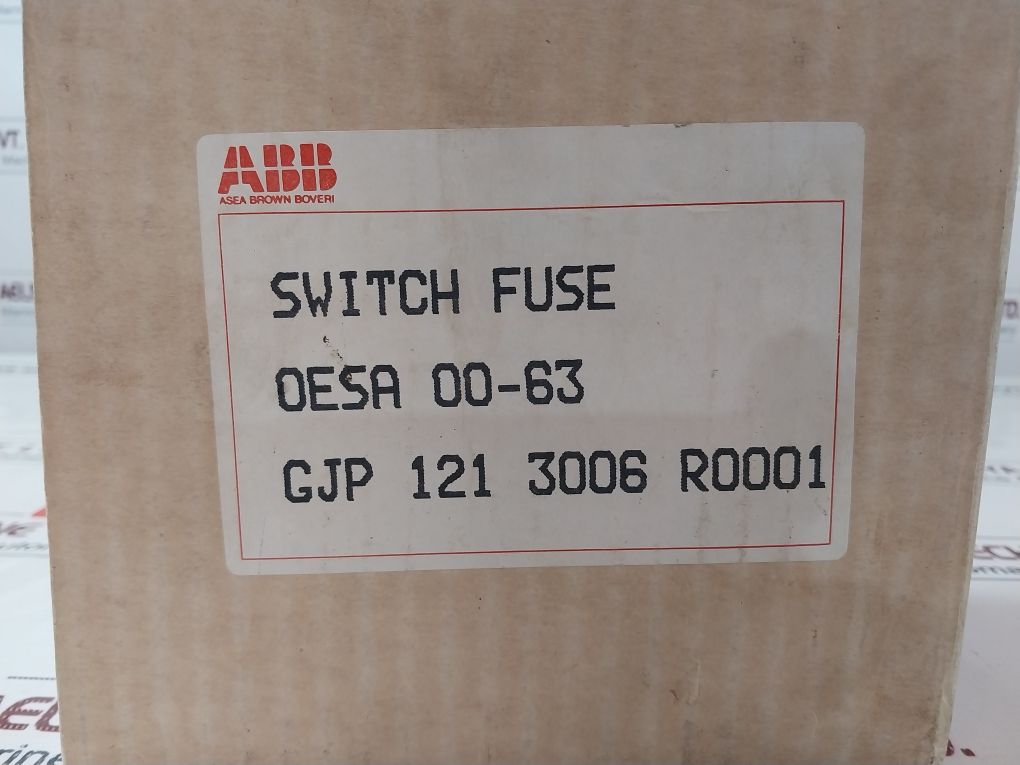 ABB
ASEA BROWN BOVERI
SWITCH FUSE
OESA 00-63
GJP 121 3006 R0001